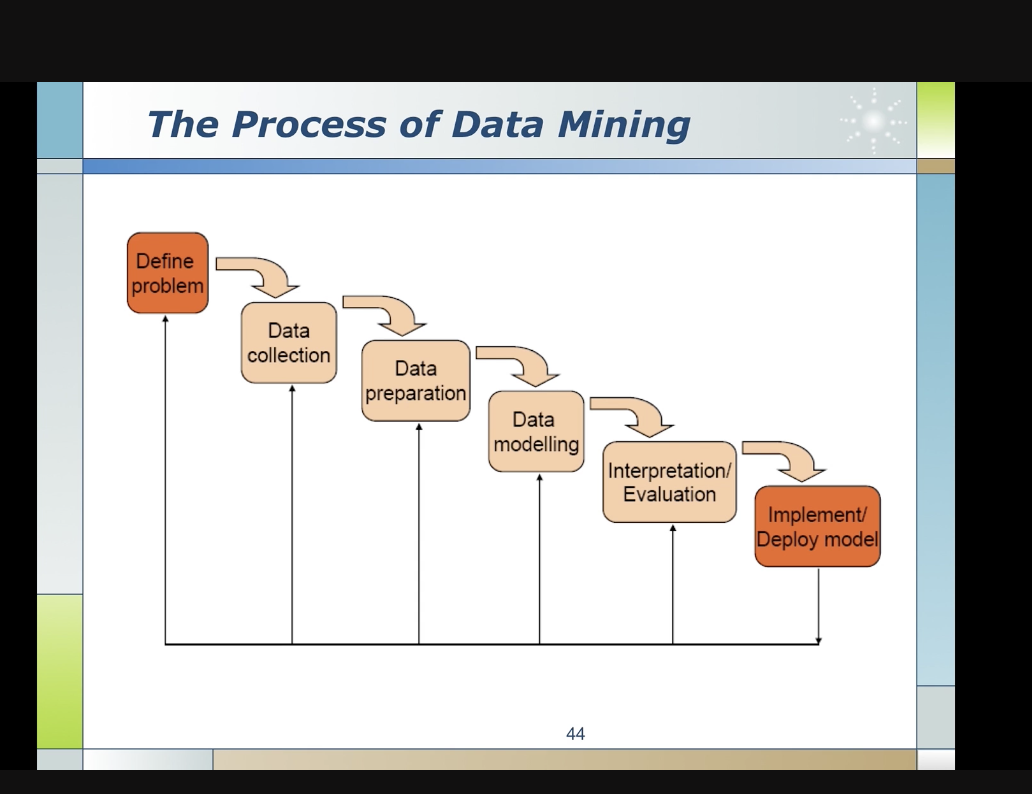 The Process of Data Mining
Define
problem
Data
collection
Data
preparation
Data
modelling
Interpretation/
Evaluation
Implement/
Deploy model
44